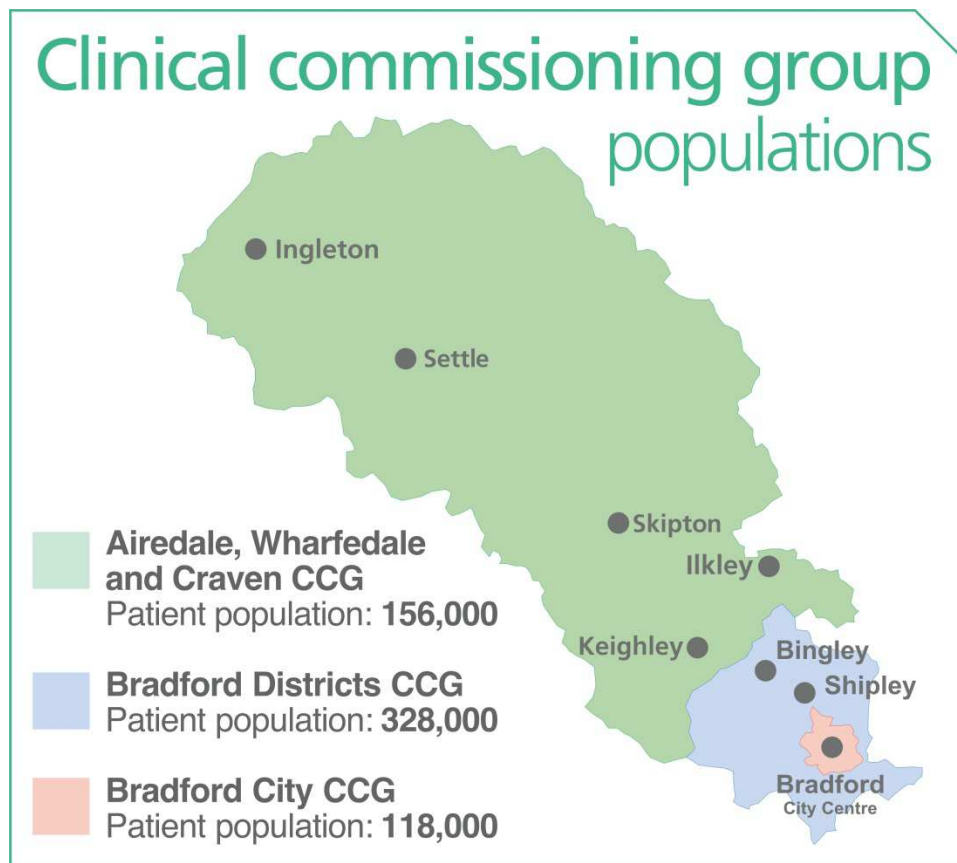 Clinical commissioning group
populations
Ingleton
Settle
Skipton
Ilkley
Keighley
Bingley
Shipley
Bradford
City Centre
Airedale, Wharfedale
and Craven CCG
Patient population: 156,000
Bradford Districts CCG
Patient population: 328,000
Bradford City CCG
Patient population: 118,000